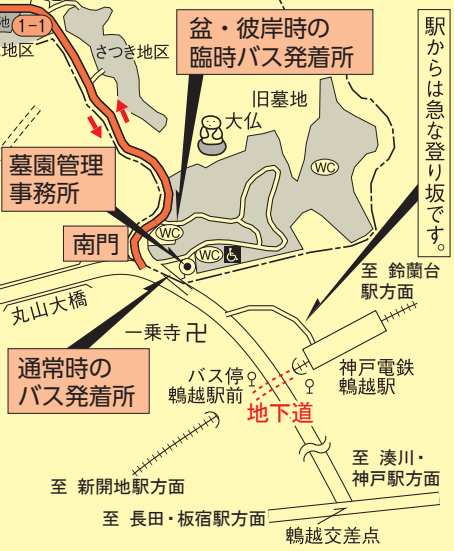 池 1-1
地区
さつき地区
盆・彼岸時の
臨時バス発着所
駅からは急な登り坂です。
旧墓地
大仏
WC
墓園管理
事務所
南門
WC
WC
丸山大橋
至 鈴蘭台
駅方面
一乗寺 卍
通常時の
バス発着所
バス停
鵯越駅前
神戸電鉄
鵯越駅
地下道
至 新開地駅方面
至 湊川・
神戸駅方面
至 長田・板宿駅方面
鵯越交差点